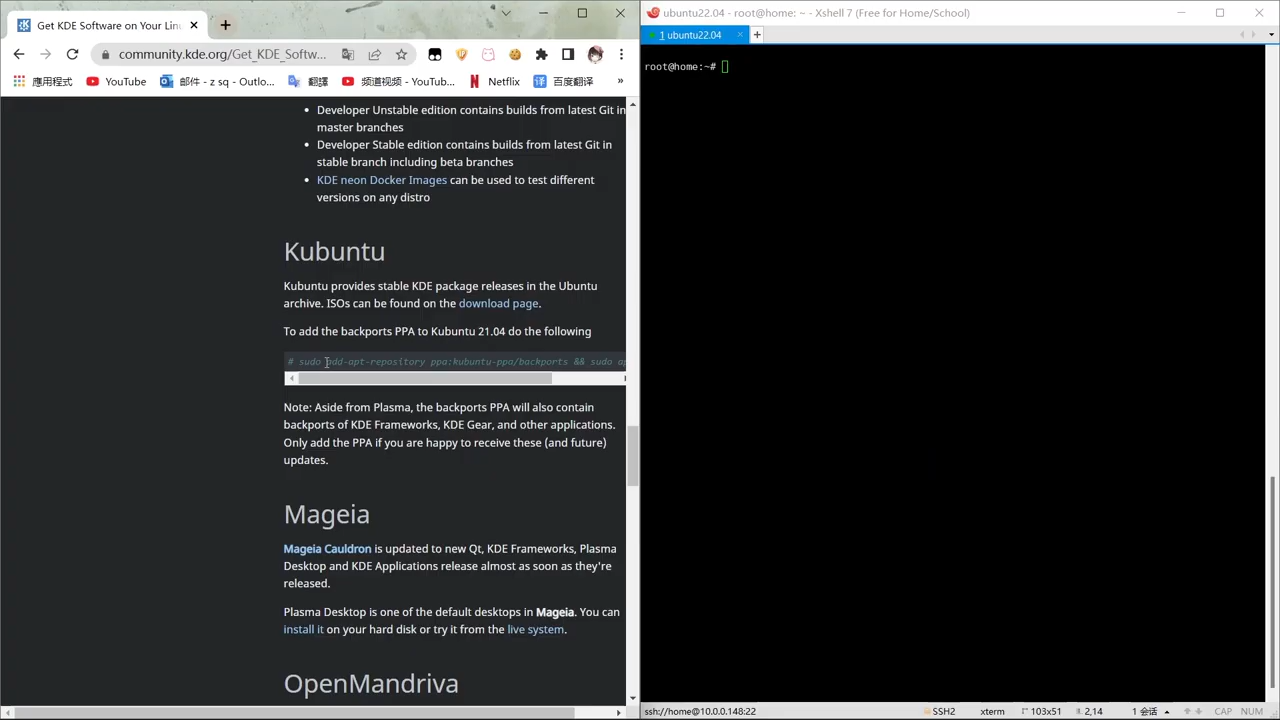 Get KDE Software on Your Linu
community.kde.org/Get_KDE_Softw...
應用程式
YouTube
邮件 - z sq - Outlo...
翻譯
频道视频 - YouTub...
Netflix
百度翻译
»
Developer Unstable edition contains builds from latest Git in
master branches
Developer Stable edition contains builds from latest Git in
stable branch including beta branches
KDE neon Docker Images can be used to test different
versions on any distro
Kubuntu
Kubuntu provides stable KDE package releases in the Ubuntu
archive. ISOs can be found on the download page.
To add the backports PPA to Kubuntu 21.04 do the following
# sudo add-apt-repository ppa:kubuntu-ppa/backports && sudo ap
Note: Aside from Plasma, the backports PPA will also contain
backports of KDE Frameworks, KDE Gear, and other applications.
Only add the PPA if you are happy to receive these (and future)
updates.
Mageia
Mageia Cauldron is updated to new Qt, KDE Frameworks, Plasma
Desktop and KDE Applications release almost as soon as they're
released.
Plasma Desktop is one of the default desktops in Mageia. You can
install it on your hard disk or try it from the live system.
OpenMandriva
ubuntu22.04 - root@home: ~ - Xshell 7 (Free for Home/School)
1 ubuntu22.04
root@home:~#
ssh://home@10.0.0.148:22
SSH2
xterm
103x51
2,14
1 会话
CAP
NUM